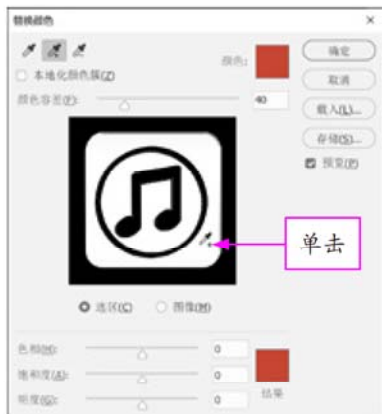 替换颜色
颜色:
确定
本地化颜色簇(Z)
取消
颜色容差(F):
40
载入(L)...
存储(S)...
预览(P)
单击
选区(C)
图像(M)
色相(H):
0
饱和度(A):
0
明度(G):
0
结果